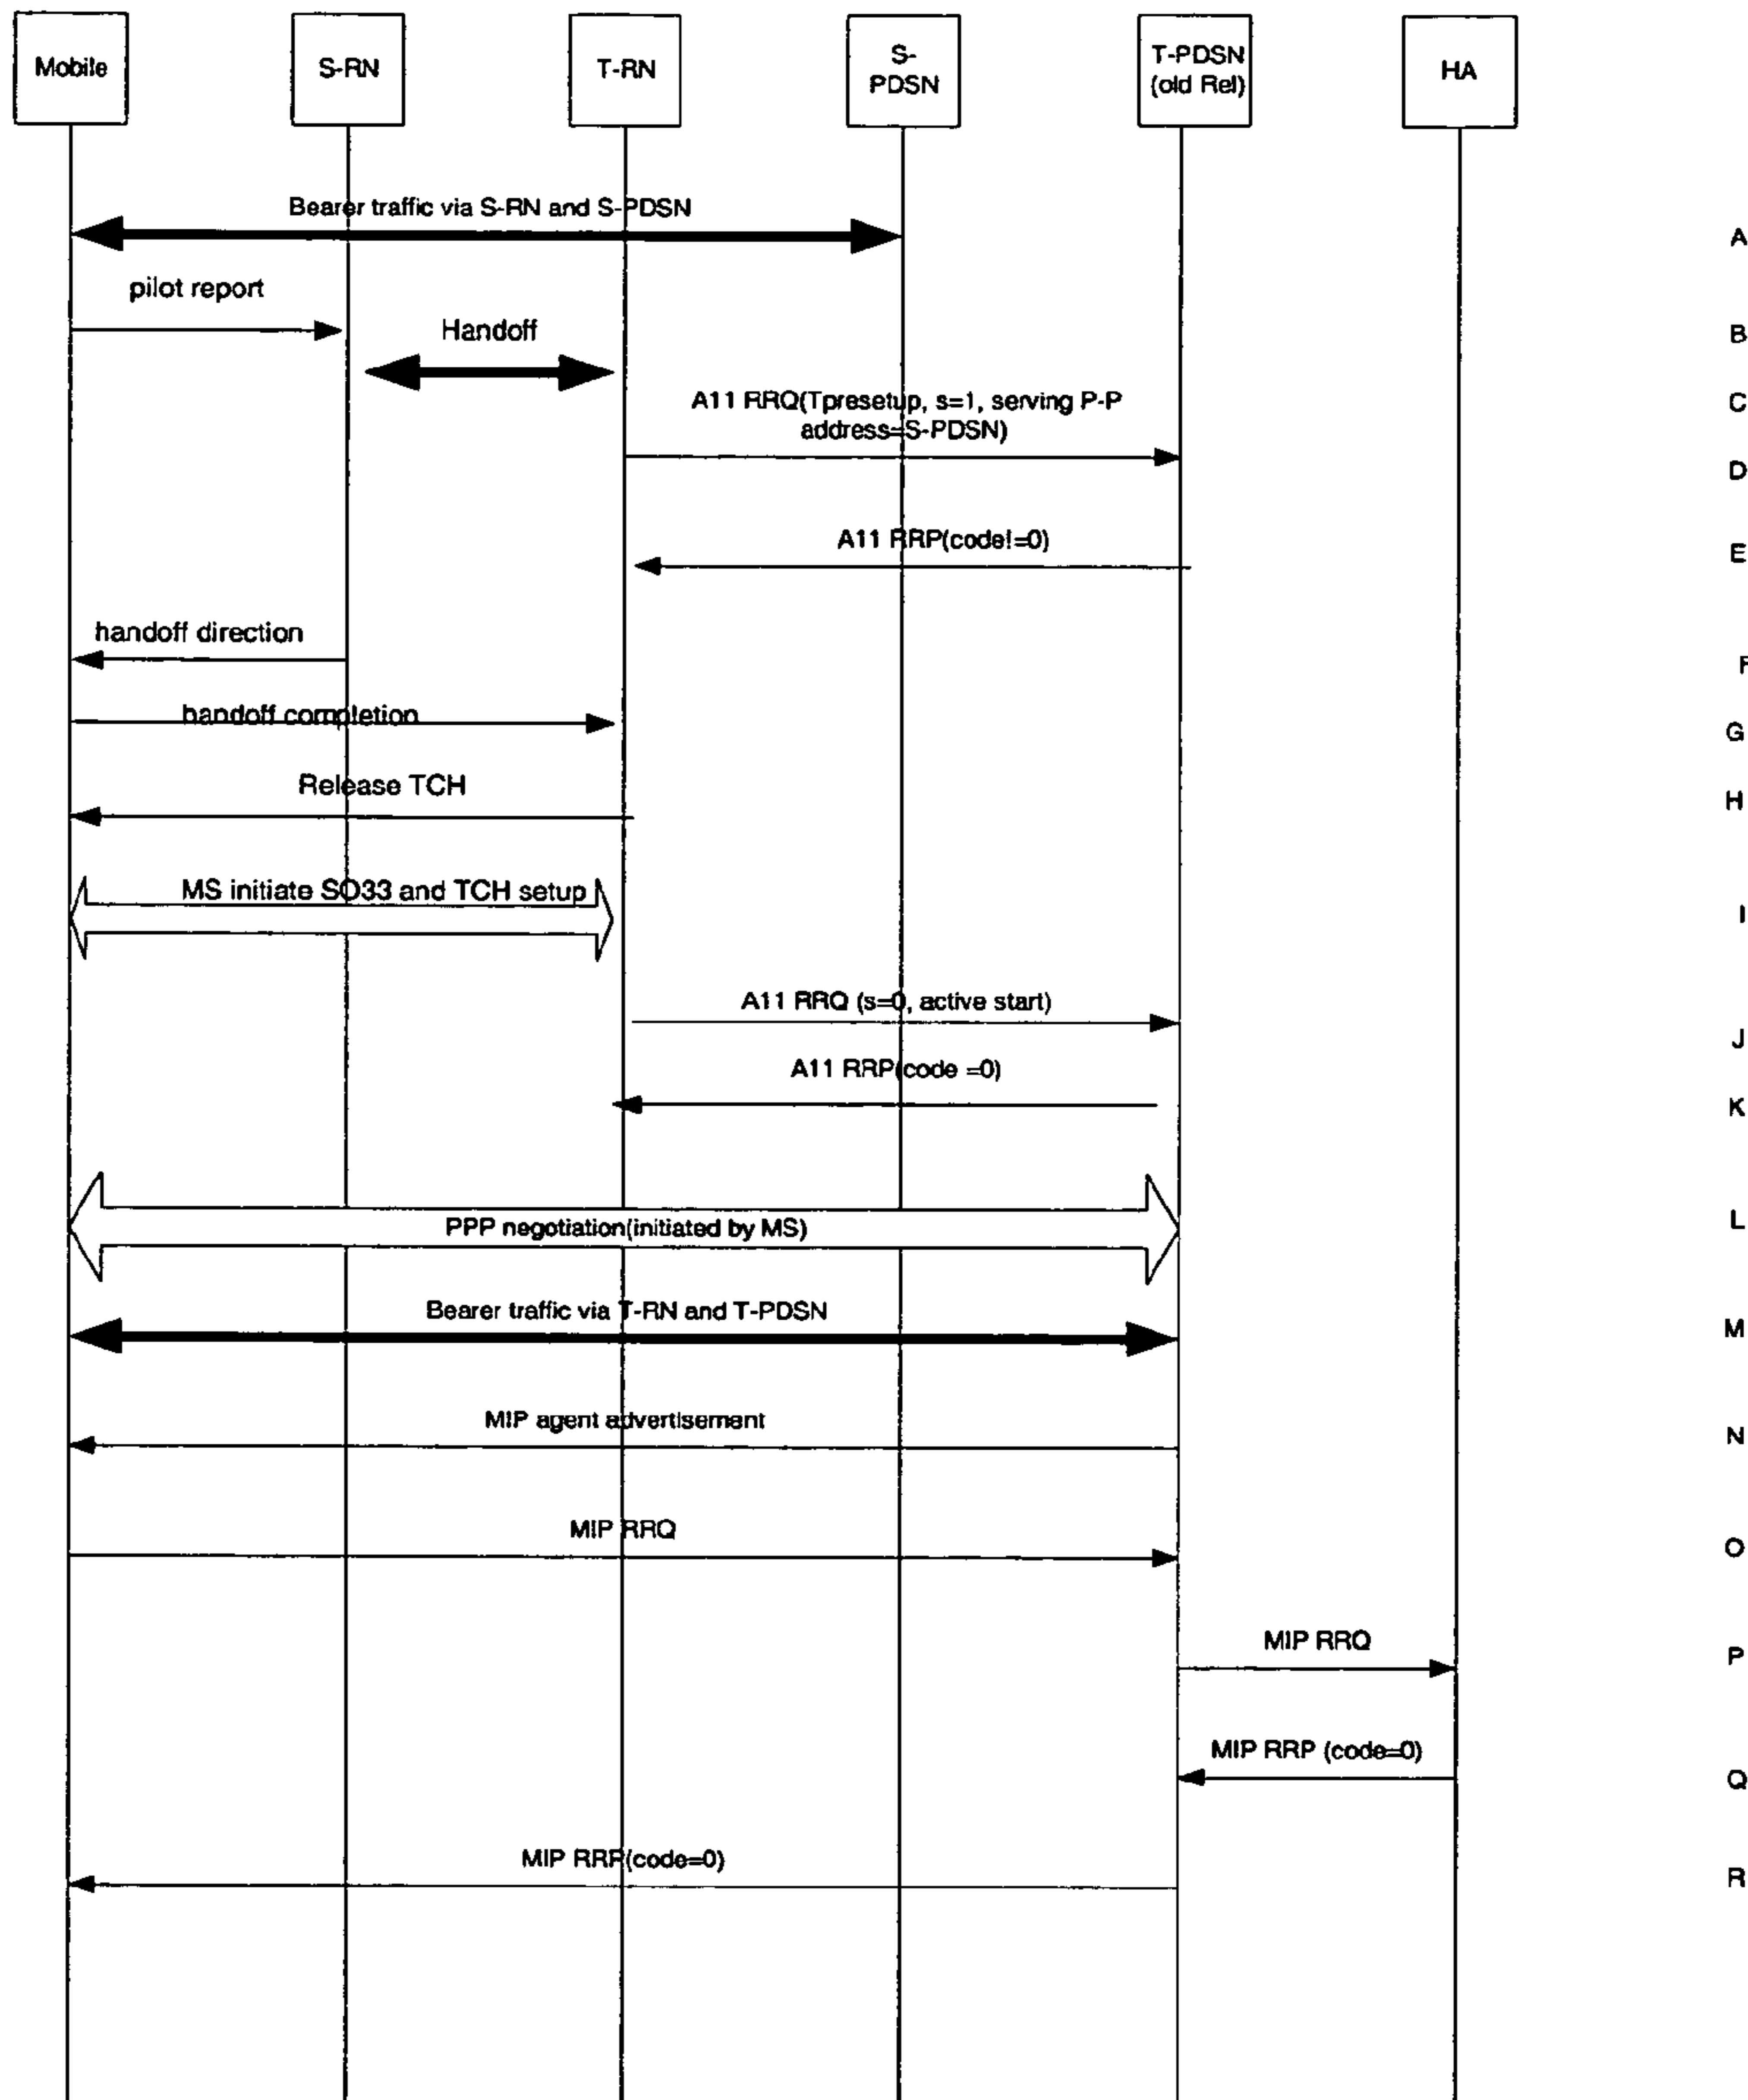 Mobile
S-RN
T-RN
S-
PDSN
T-PDSN
(old Rel)
HA
Bearer traffic via S-RN and S-PDSN
A
pilot report
B
Handoff
A11 RRQ(Tpresetup, s=1, serving P-P
address=S-PDSN)
C
D
A11 RRP(code!=0)
E
handoff direction
F
handoff completion
G
Release TCH
H
MS initiate SO33 and TCH setup
I
A11 RRQ (s=0, active start)
J
A11 RRP(code =0)
K
PPP negotiation(initiated by MS)
L
Bearer traffic via T-RN and T-PDSN
M
MIP agent advertisement
N
MIP RRQ
O
MIP RRQ
P
MIP RRP (code=0)
Q
MIP RRP(code=0)
R